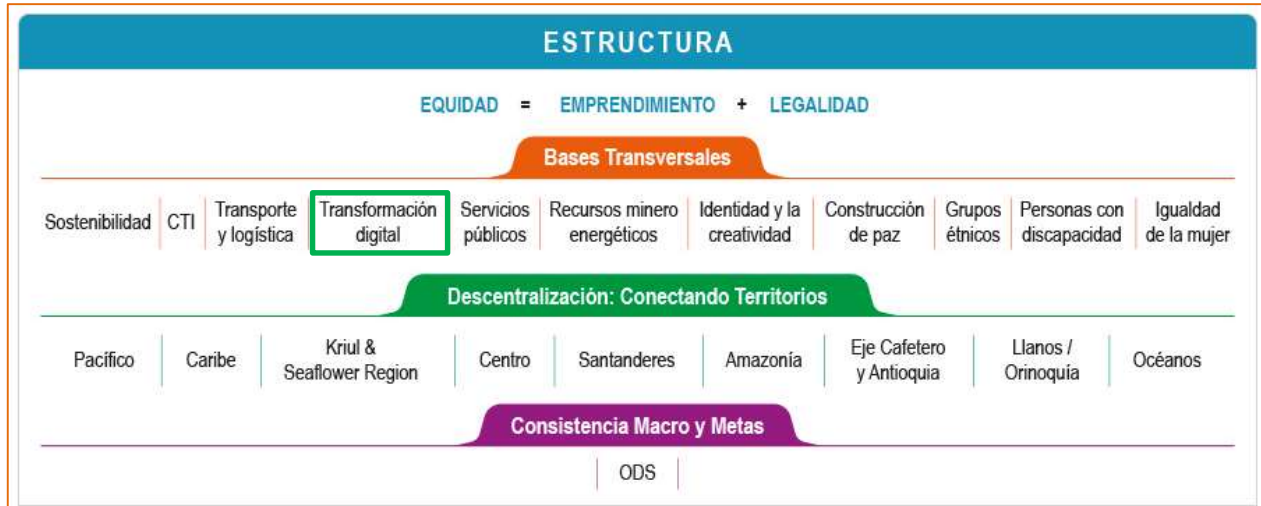 ESTRUCTURA
EQUIDAD = EMPRENDIMIENTO + LEGALIDAD
Bases Transversales
Sostenibilidad
CTI
Transporte
y logística
Transformación
digital
Servicios
públicos
Recursos minero
energéticos
Identidad y la
creatividad
Construcción
de paz
Grupos
étnicos
Personas con
discapacidad
Igualdad
de la mujer
Descentralización: Conectando Territorios
Pacífico
Caribe
Kriul &
Seaflower Region
Centro
Santanderes
Amazonía
Eje Cafetero
y Antioquia
Llanos /
Orinoquía
Océanos
Consistencia Macro y Metas
ODS